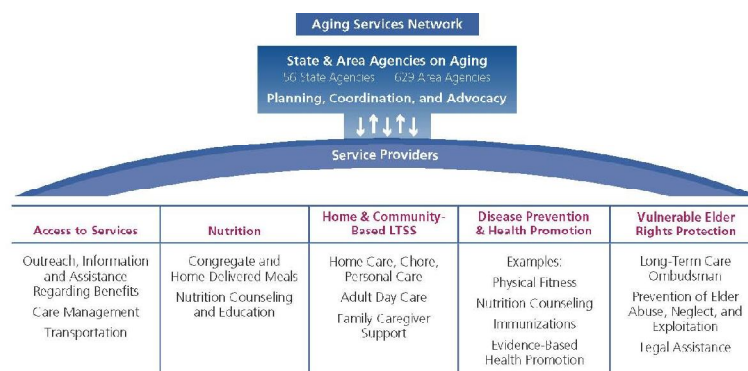 Aging Services Network
State & Area Agencies on Aging
56 State Agencies 629 Area Agencies
Planning, Coordination, and Advocacy
Service Providers
Access to Services
Outreach, Information
and Assistance
Regarding Benefits
Care Management
Transportation
Nutrition
Congregate and
Home Delivered Meals
Nutrition Counseling
and Education
Home & Community-
Based LTSS
Home Care, Chore,
Personal Care
Adult Day Care
Family Caregiver
Support
Disease Prevention
& Health Promotion
Examples:
Physical Fitness
Nutrition Counseling
Immunizations
Evidence-Based
Health Promotion
Vulnerable Elder
Rights Protection
Long-Term Care
Ombudsman
Prevention of Elder
Abuse, Neglect, and
Exploitation
Legal Assistance